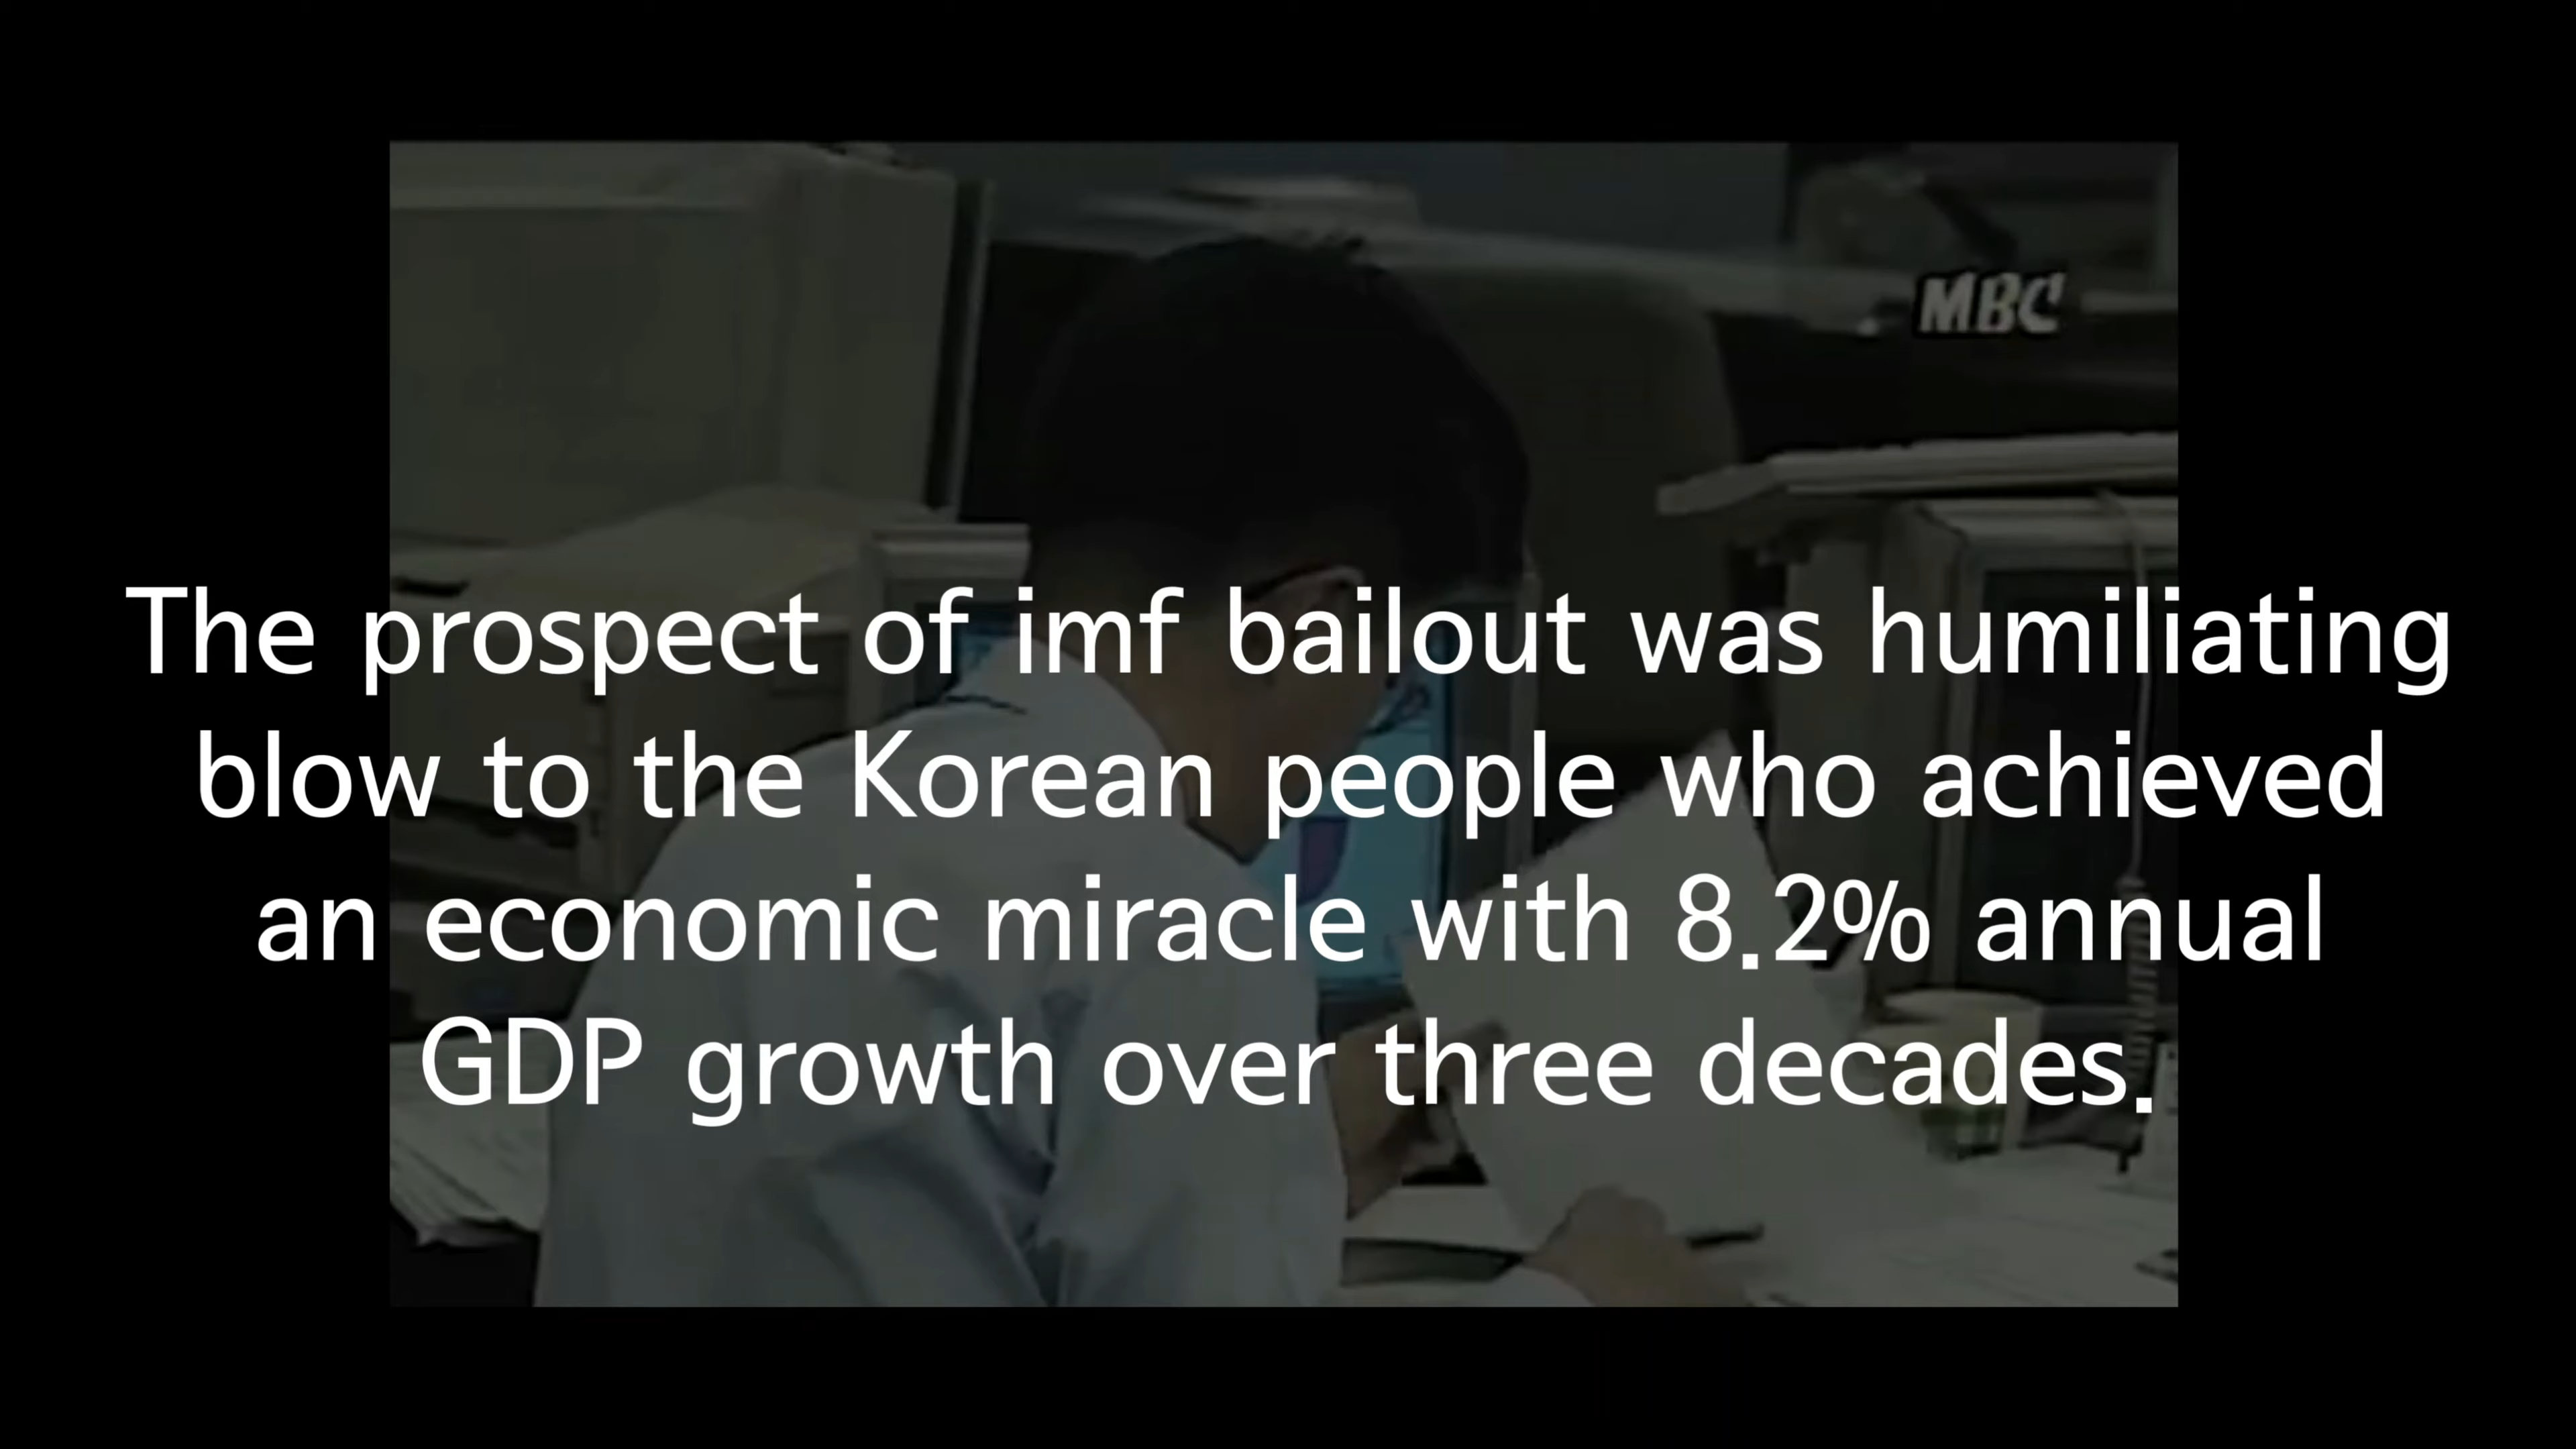 MBC
The prospect of imf bailout was humiliating
blow to the Korean people who achieved
an economic miracle with 8.2% annual
GDP growth over three decades.